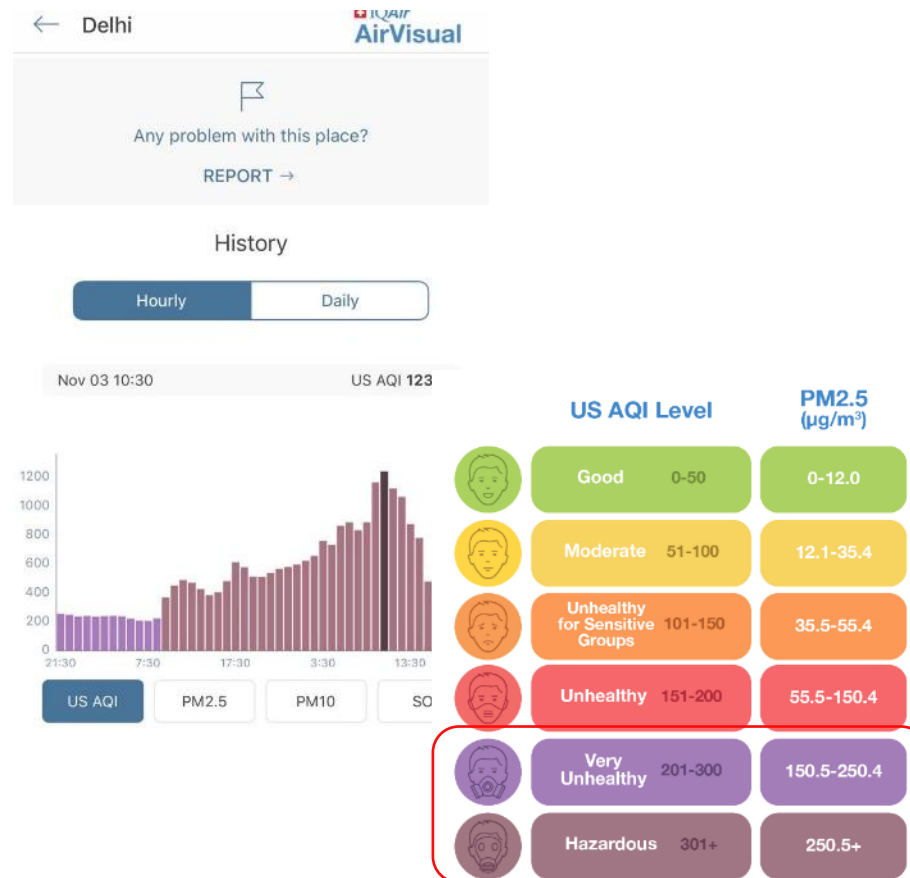 Delhi
IQAir
AirVisual
Any problem with this place?
REPORT →
History
Hourly Daily
Nov 03 10:30 US AQI 123
1200
1000
800
600
400
200
0
21:30 7:30 17:30 3:30 13:30
US AQI PM2.5 PM10 SO
US AQI Level PM2.5
(µg/m³)
Good 0-50 0-12.0
Moderate 51-100 12.1-35.4
Unhealthy
for Sensitive
Groups 101-150 35.5-55.4
Unhealthy 151-200 55.5-150.4
Very
Unhealthy 201-300 150.5-250.4
Hazardous 301+ 250.5+